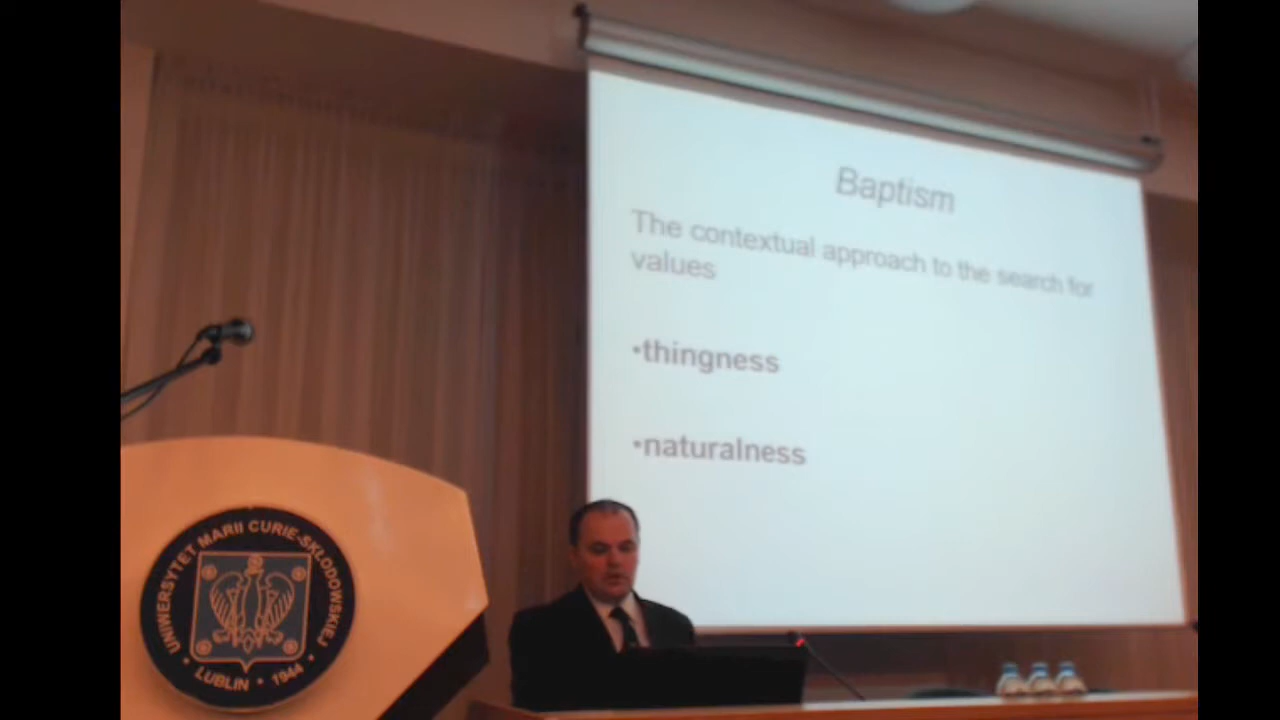 Baptism
The contextual approach to the search for
values
•thingness
•naturalness
UNIWERSYTET MARII CURIE-SKŁODOWSKIEJ
• LUBLIN • 1944 •